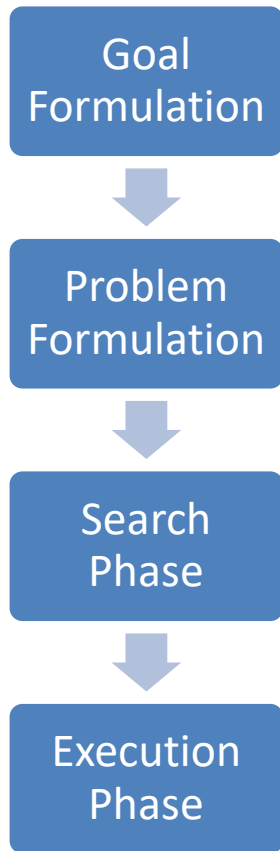 Goal
Formulation
Problem
Formulation
Search
Phase
Execution
Phase